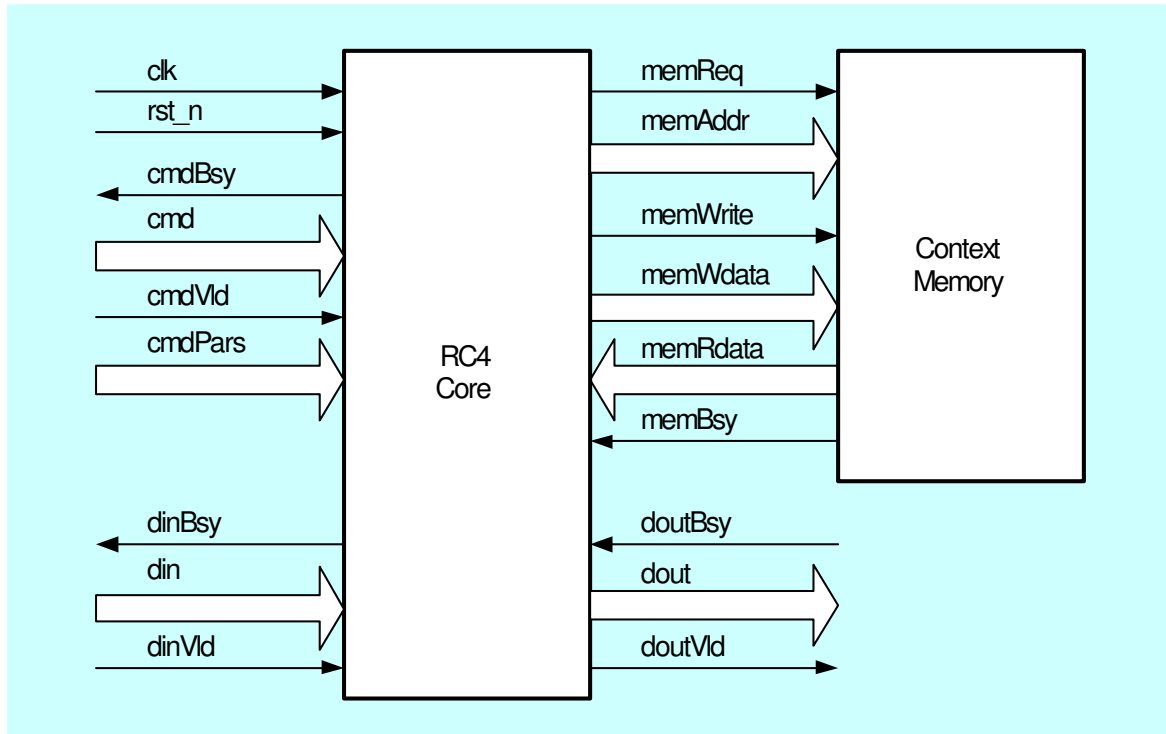 clk
rst_n
cmdBsy
cmd
cmdVld
cmdPars
dinBsy
din
dinVld
RC4
Core
memReq
memAddr
memWrite
memWdata
memRdata
memBsy
doutBsy
dout
doutVld
Context
Memory